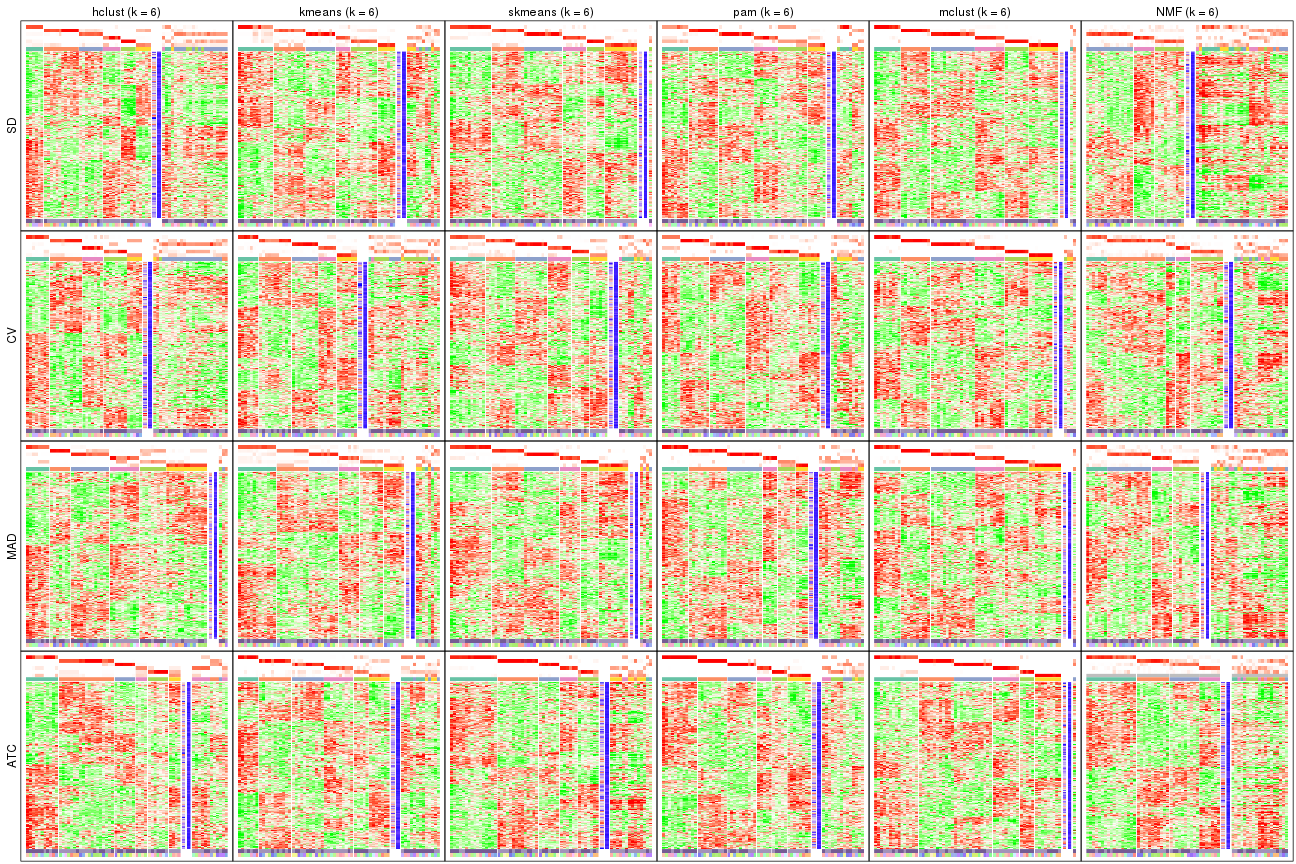 hclust (k = 6)
kmeans (k = 6)
skmeans (k = 6)
pam (k = 6)
mclust (k = 6)
NMF (k = 6)
SD
CV
MAD
ATC